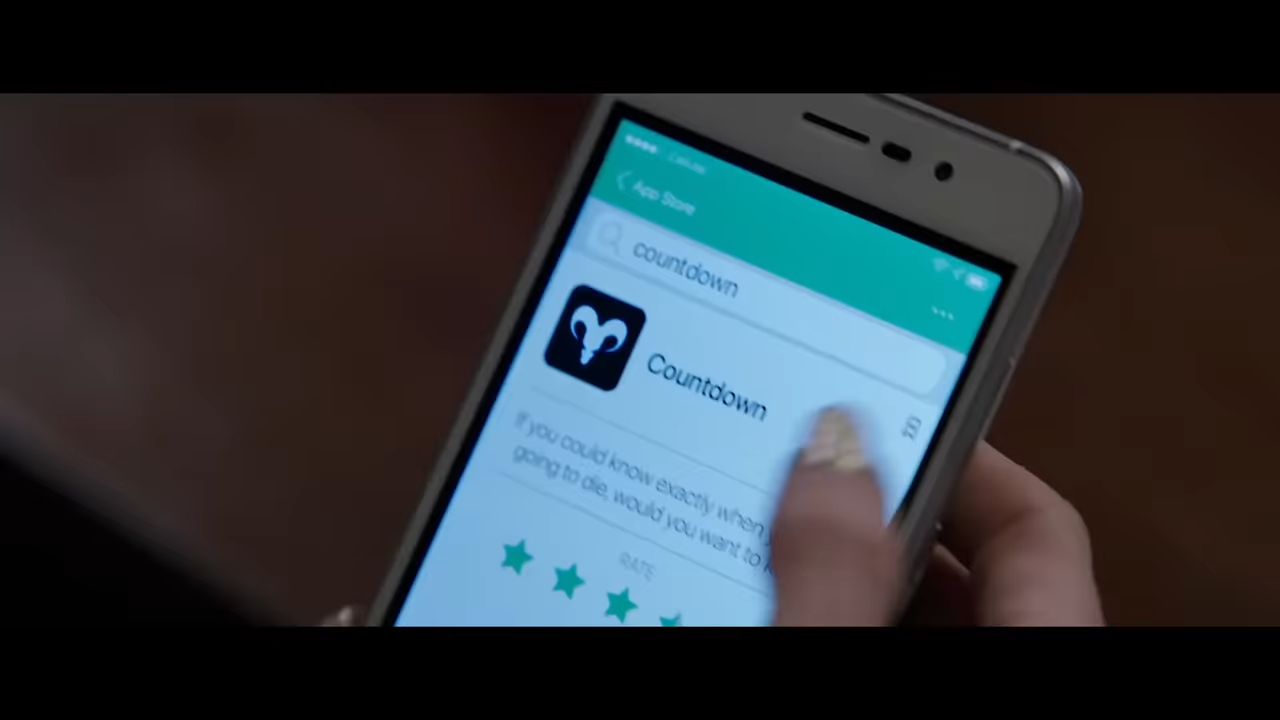 App Store
countdown
Countdown
If you could know exactly when
going to die, would you want to
RATE